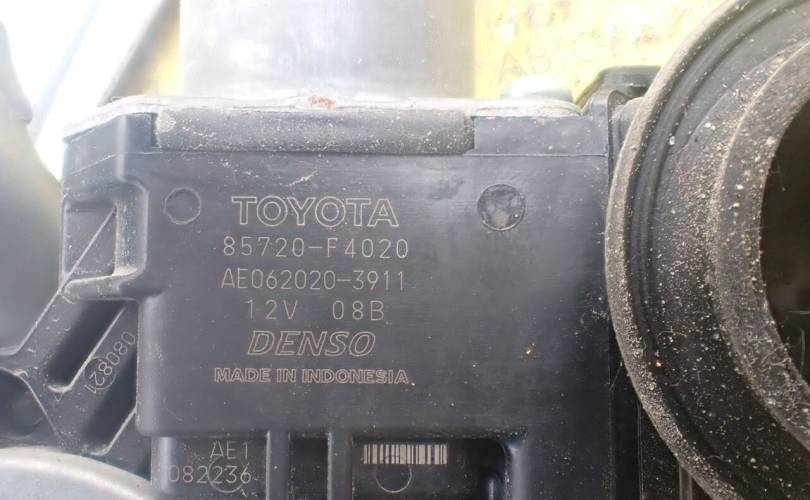 TOYOTA
85720-F4020
AE062020-3911
12V 08B
DENSO
MADE IN INDONESIA
080821
AE1
082236